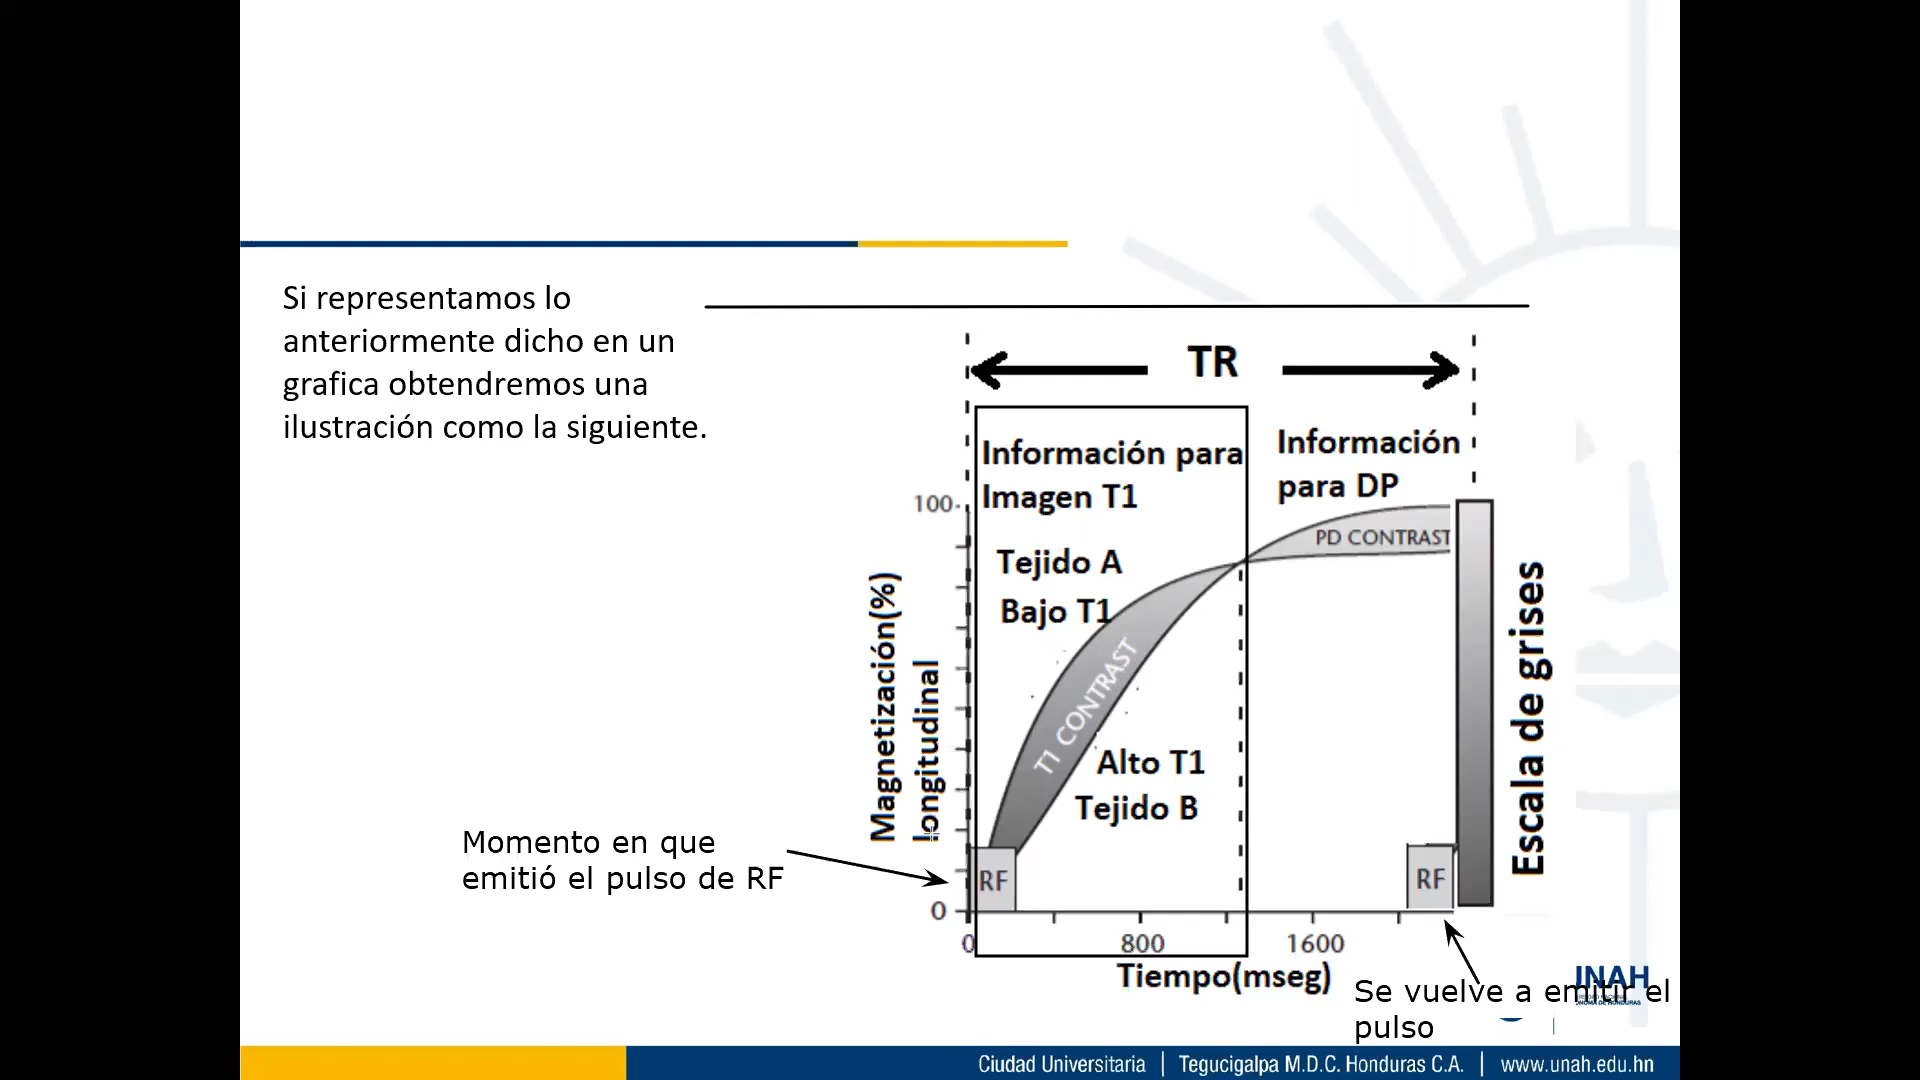 Si representamos lo
anteriormente dicho en un
grafica obtendremos una
ilustración como la siguiente.
TR
Información para
Imagen T1
Información
para DP
100
PD CONTRAST
Tejido A
Bajo T1
T1 CONTRAST
Alto T1
Tejido B
Magnetización(%)
longitudinal
Escala de grises
Momento en que
emitió el pulso de RF
RF
RF
0
0
800
1600
Tiempo(mseg)
Se vuelve a emitir el
pulso
UNAH
Ciudad Universitaria | Tegucigalpa M.D.C. Honduras C.A. | www.unah.edu.hn